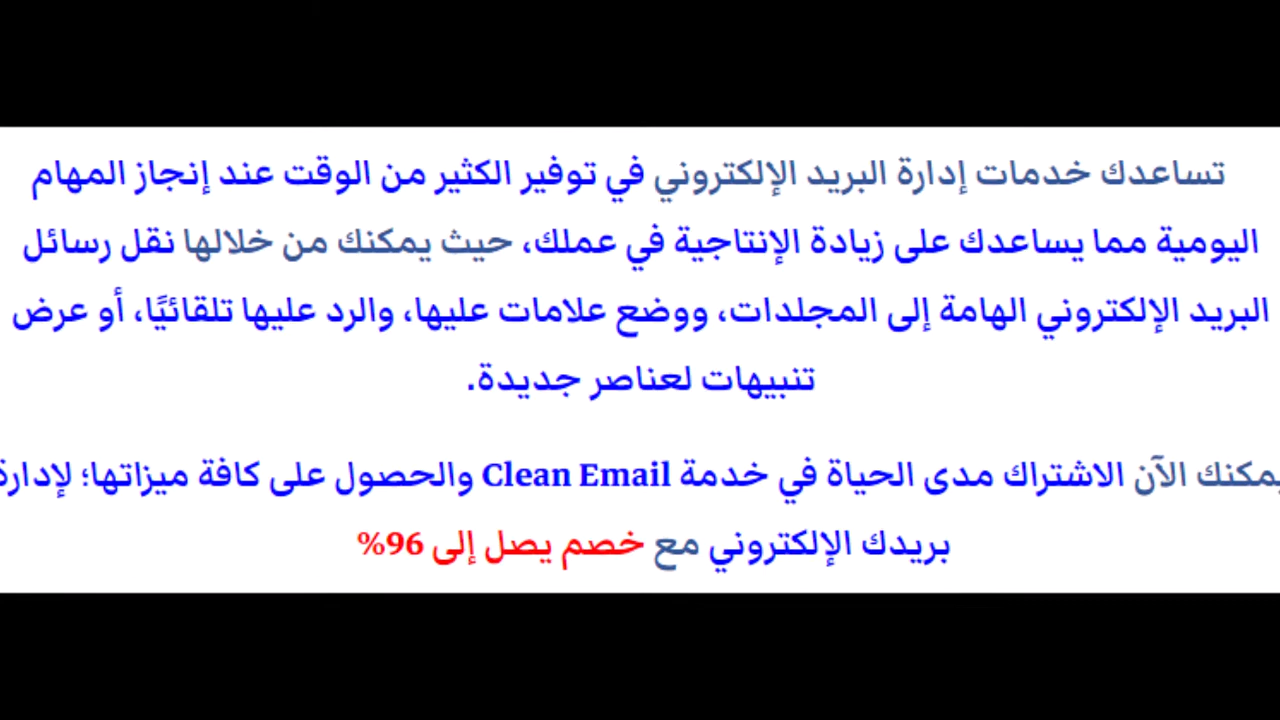 تساعدك خدمات إدارة البريد الإلكتروني في توفير الكثير من الوقت عند إنجاز المهام
اليومية مما يساعدك على زيادة الإنتاجية في عملك، حيث يمكنك من خلالها نقل رسائل
البريد الإلكتروني الهامة إلى المجلدات، ووضع علامات عليها، والرد عليها تلقائيًا، أو عرض
تنبيهات لعناصر جديدة.
يمكنك الآن الاشتراك مدى الحياة في خدمة Clean Email والحصول على كافة ميزاتها؛ لإدارة
بريدك الإلكتروني مع خصم يصل إلى 96%